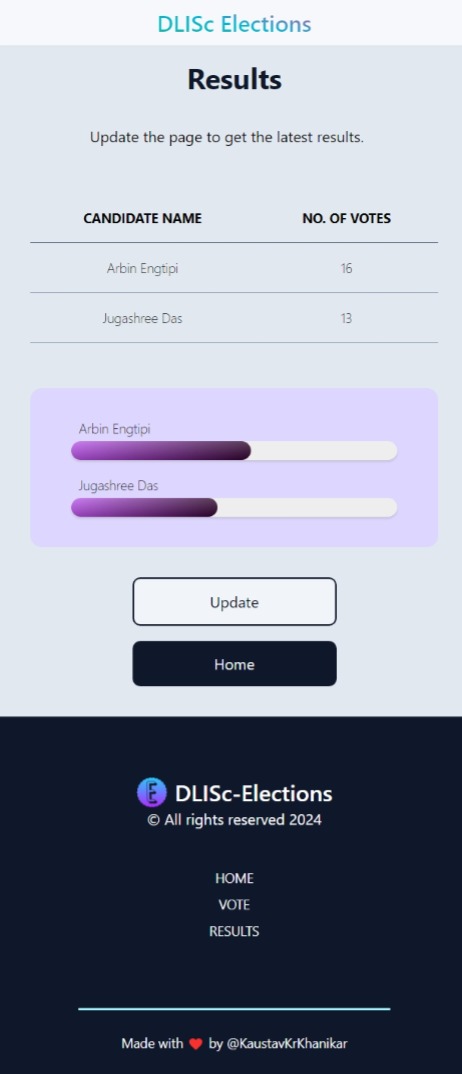 DLISc Elections
Results
Update the page to get the latest results.
CANDIDATE NAME NO. OF VOTES
Arbin Engtipi 16
Jugashree Das 13
Arbin Engtipi
Jugashree Das
Update
Home
DLISc-Elections
© All rights reserved 2024
HOME
VOTE
RESULTS
Made with ❤ by @KaustavKrKhanikar